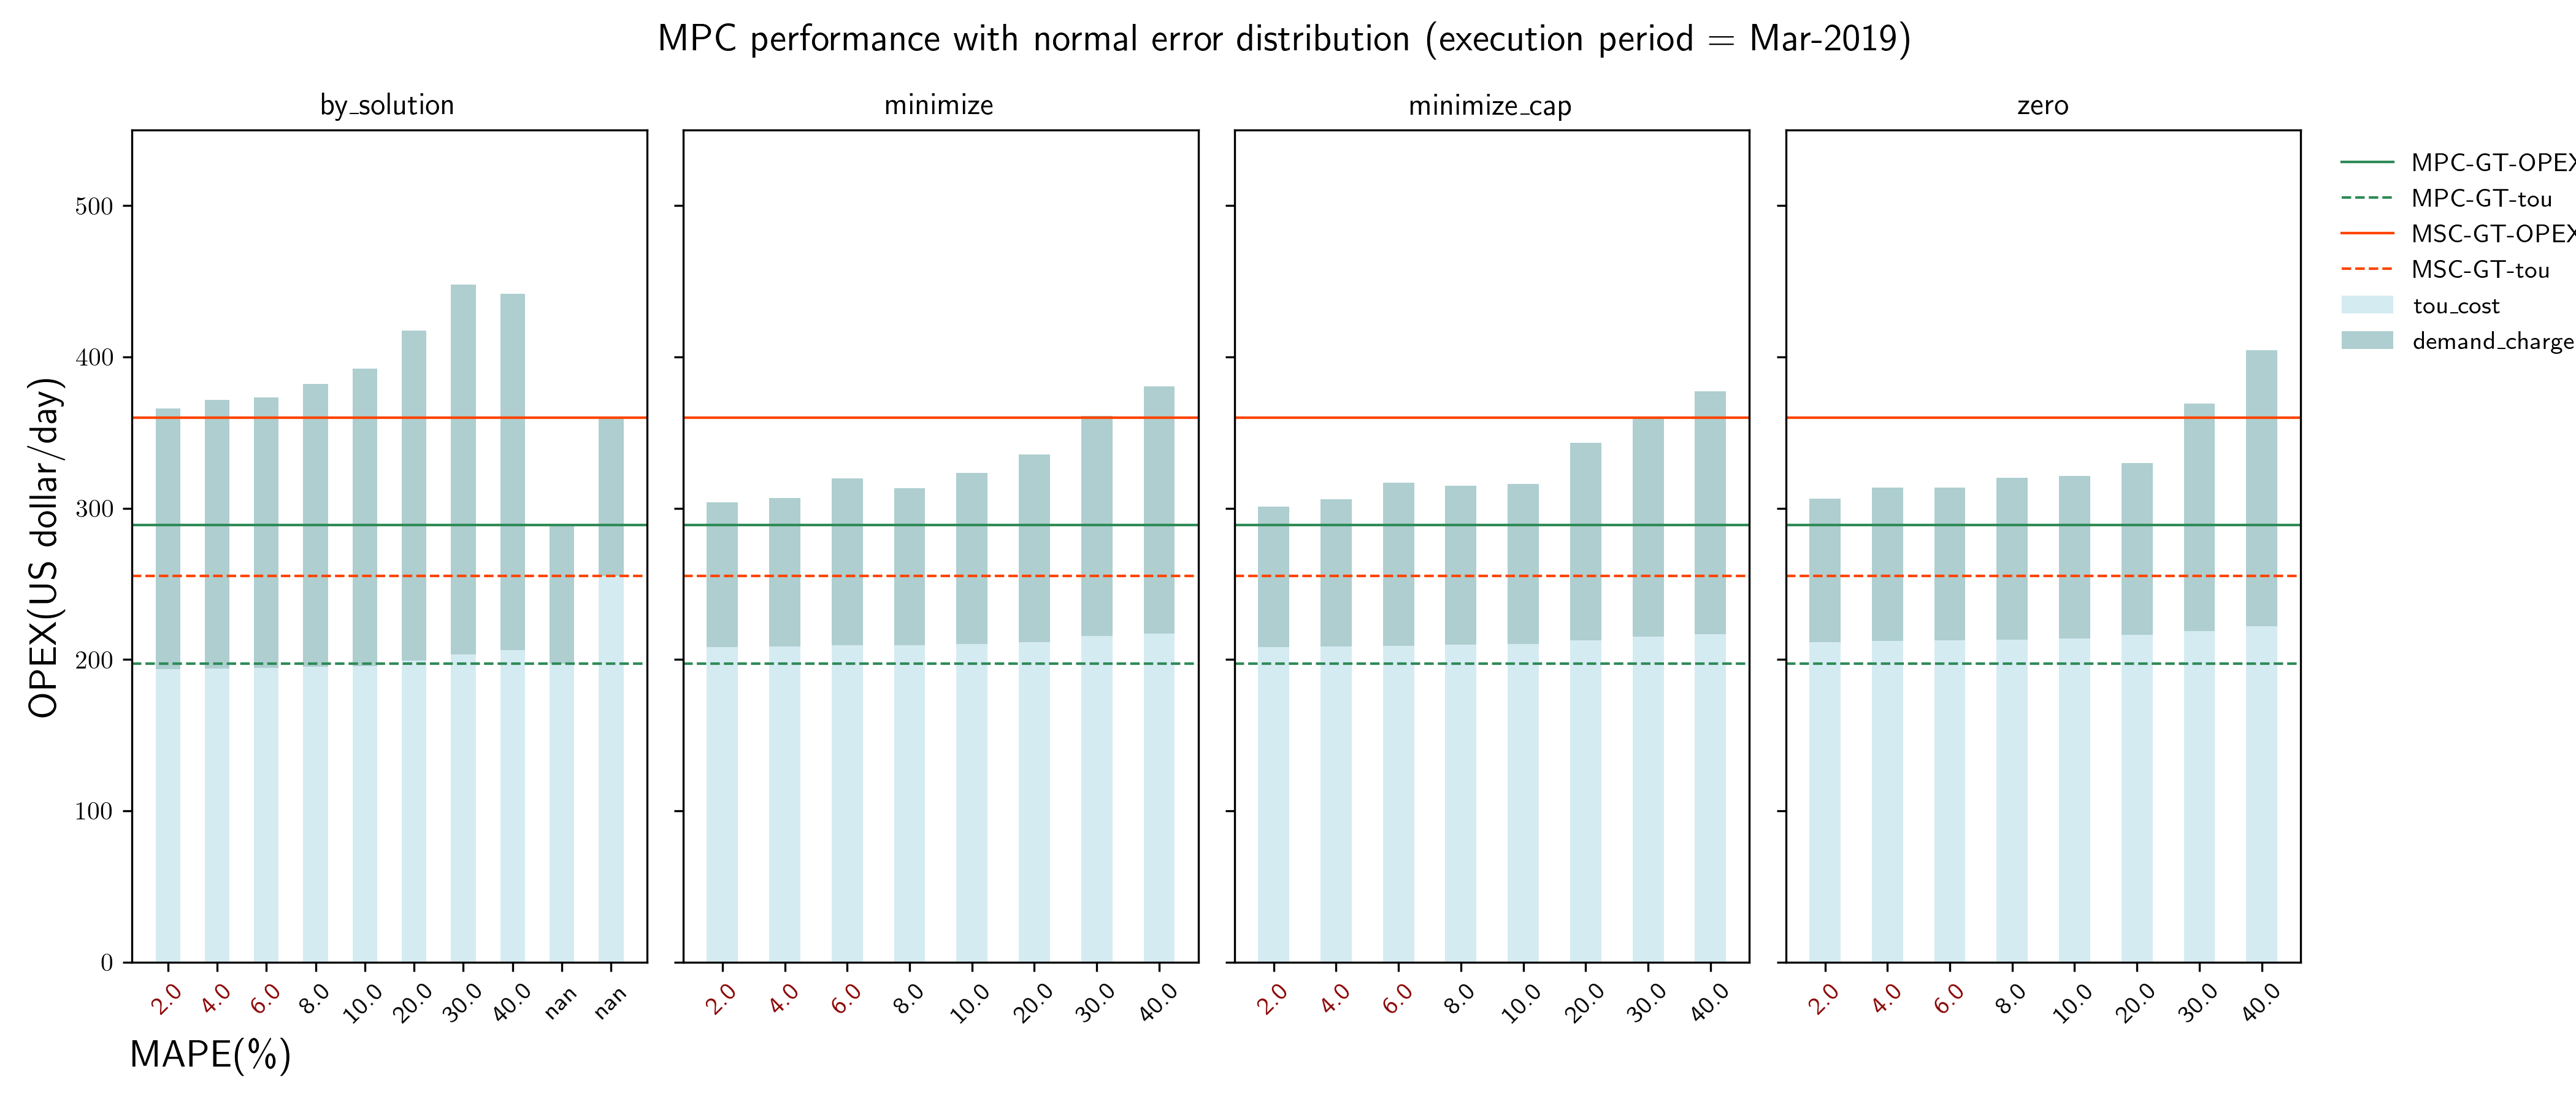 MPC performance with normal error distribution (execution period = Mar-2019)
by_solution
minimize
minimize_cap
zero
OPEX(US dollar/day)
500
400
300
200
100
0
2.0 4.0 6.0 8.0 10.0 20.0 30.0 40.0 nan nan
2.0 4.0 6.0 8.0 10.0 20.0 30.0 40.0
2.0 4.0 6.0 8.0 10.0 20.0 30.0 40.0
2.0 4.0 6.0 8.0 10.0 20.0 30.0 40.0
MAPE(%)
MPC-GT-OPEX
MPC-GT-tou
MSC-GT-OPEX
MSC-GT-tou
tou_cost
demand_charge